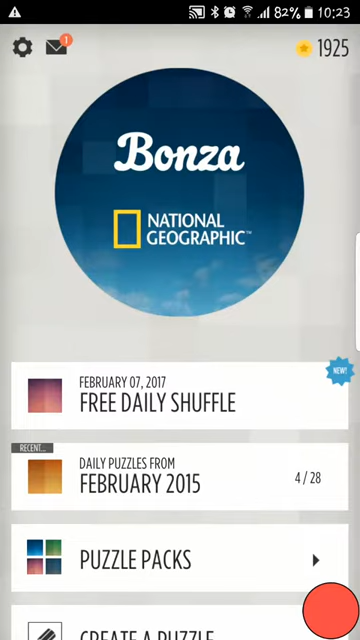 82% 10:23
1
1925
Bonza
NATIONAL
GEOGRAPHIC™
NEW!
FEBRUARY 07, 2017
FREE DAILY SHUFFLE
RECENT...
DAILY PUZZLES FROM
FEBRUARY 2015
4 / 28
PUZZLE PACKS
CREATE A PUZZLE